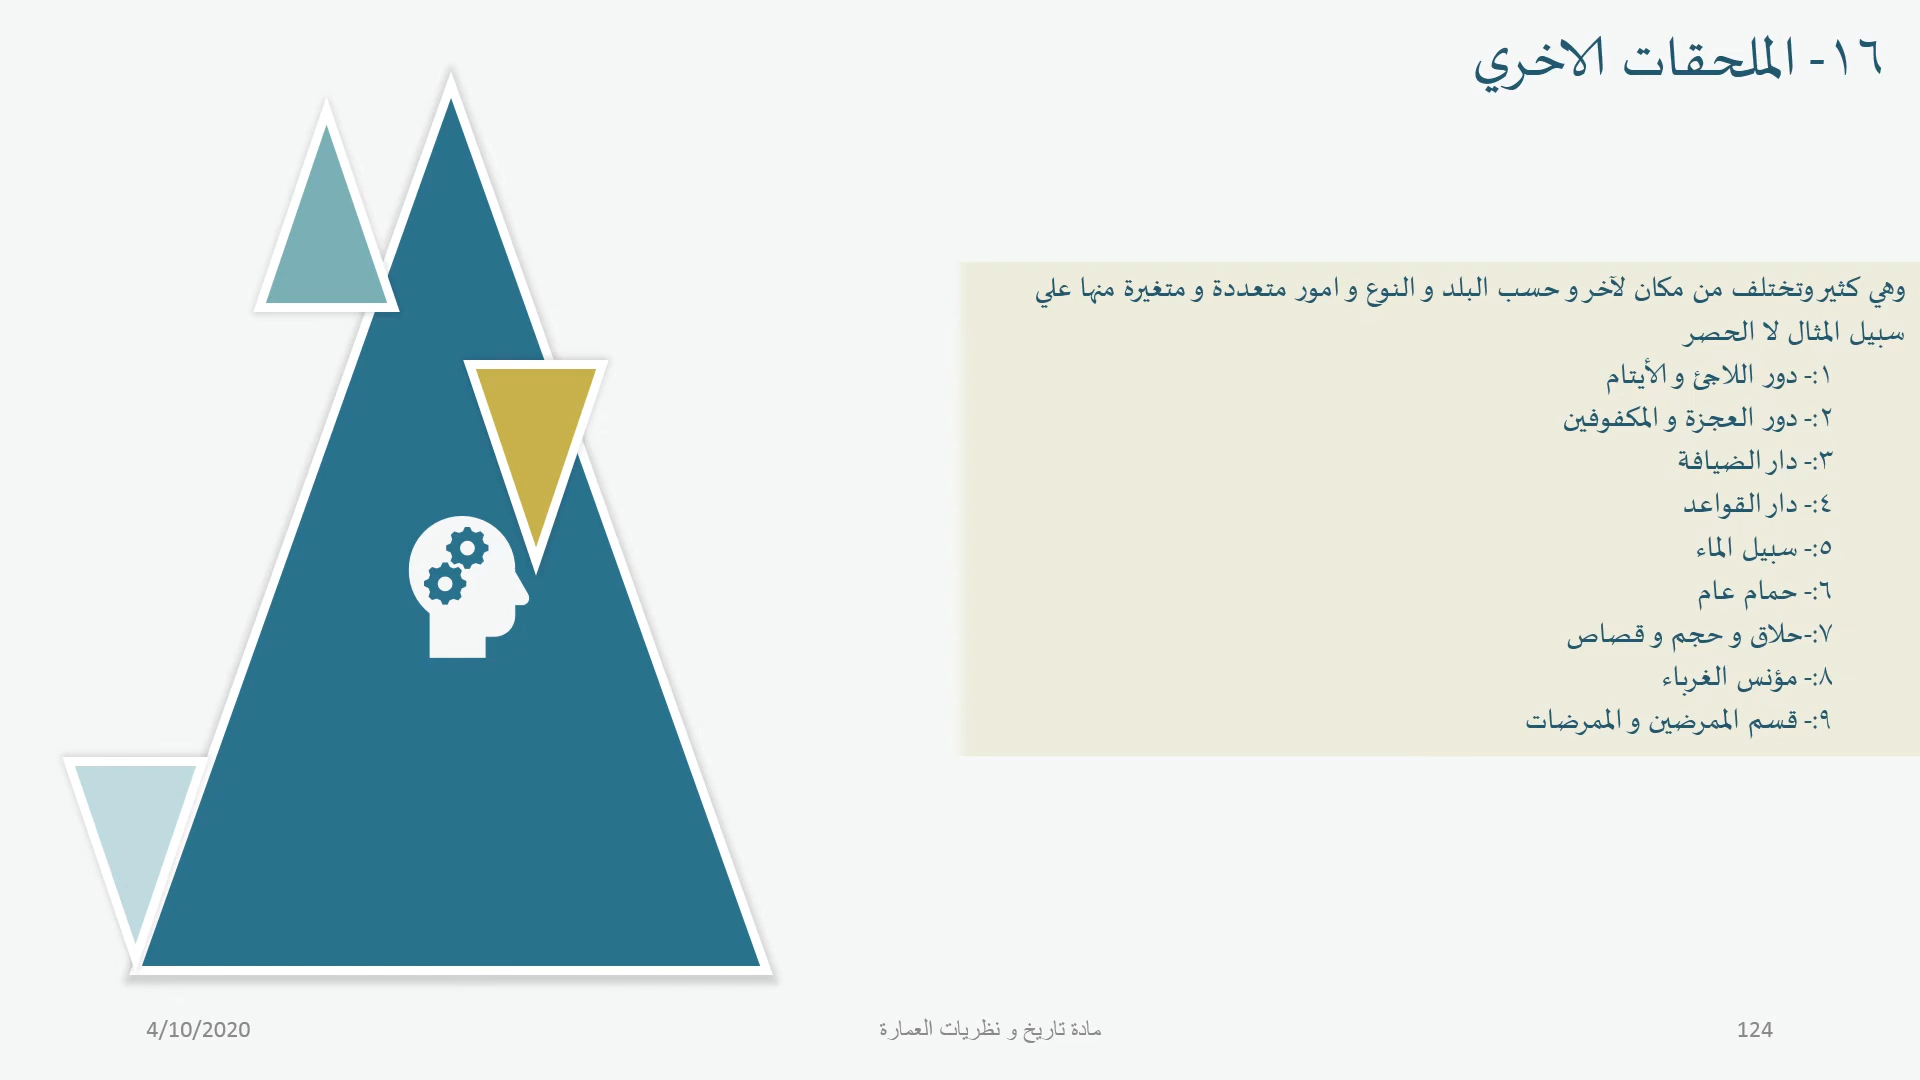 ١٦- الملحقات الاخري
وهي كثير وتختلف من مكان لآخر و حسب البلد و النوع و امور متعددة و متغيرة منها علي
سبيل المثال لا الحصر
١:- دور اللاجئ و الأيتام
٢:- دور العجزة و المكفوفين
٣:- دار الضيافة
٤:- دار القواعد
٥:- سبيل الماء
٦:- حمام عام
٧:-حلاق و حجم و قصاص
٨:- مؤنس الغرباء
٩:- قسم الممرضين و الممرضات
4/10/2020
مادة تاريخ و نظريات العمارة
124